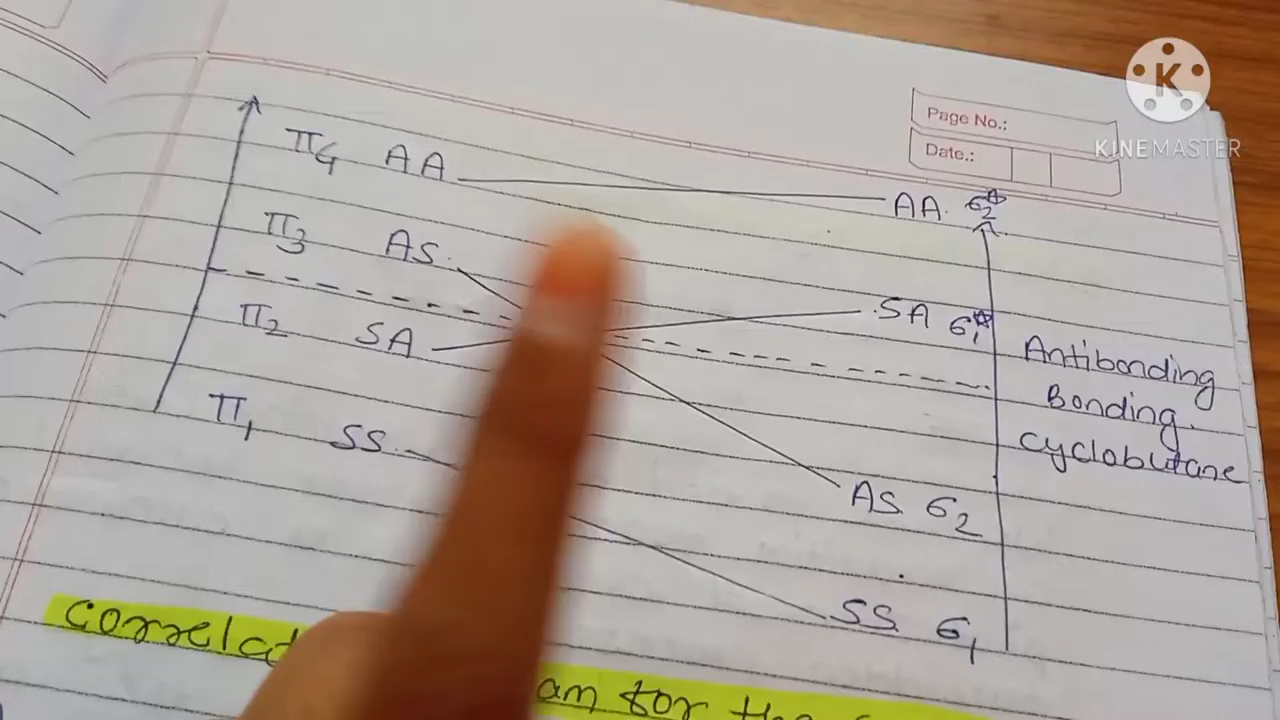 Page No.:
Date.:
K
KINEMASTER
π4 AA
AA. σ2*
π3 AS.
π2 SA
SA σ1*
π1 SS.
AS σ2
SS σ1
Antibonding
Bonding.
cyclobutane
am for the